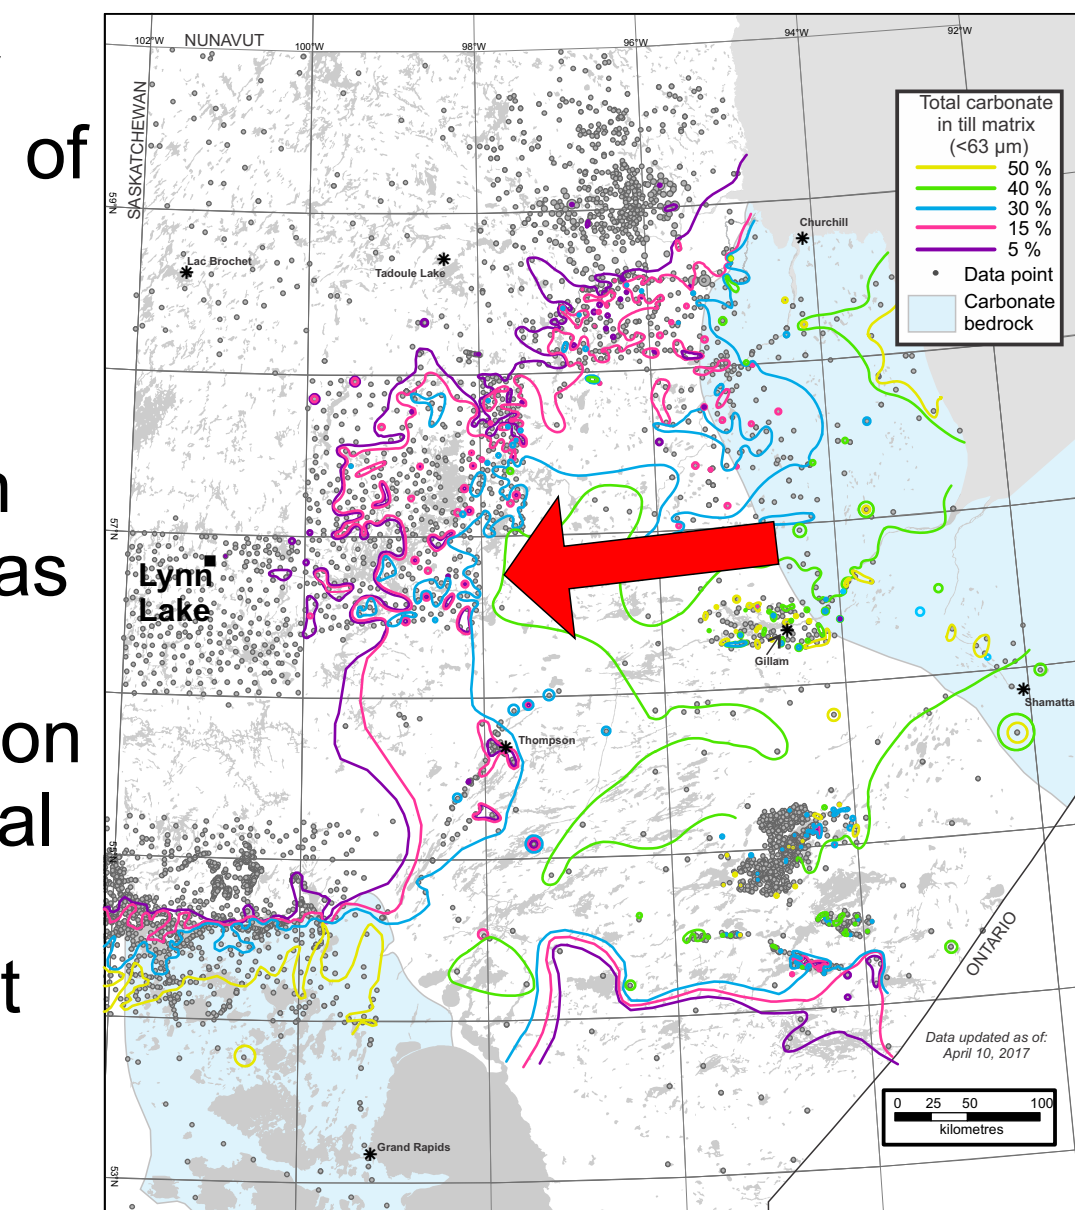 of
n
as
on
al
t
NUNAVUT
SASKATCHEWAN
ONTARIO
102°W
100°W
98°W
96°W
94°W
92°W
59°N
57°N
55°N
53°N
Total carbonate
in till matrix
(<63 µm)
50 %
40 %
30 %
15 %
5 %
Data point
Carbonate
bedrock
Churchill
Lac Brochet
Tadoule Lake
Lynn
Lake
Gillam
Shamatta
Thompson
Grand Rapids
Data updated as of:
April 10, 2017
0 25 50 100
kilometres